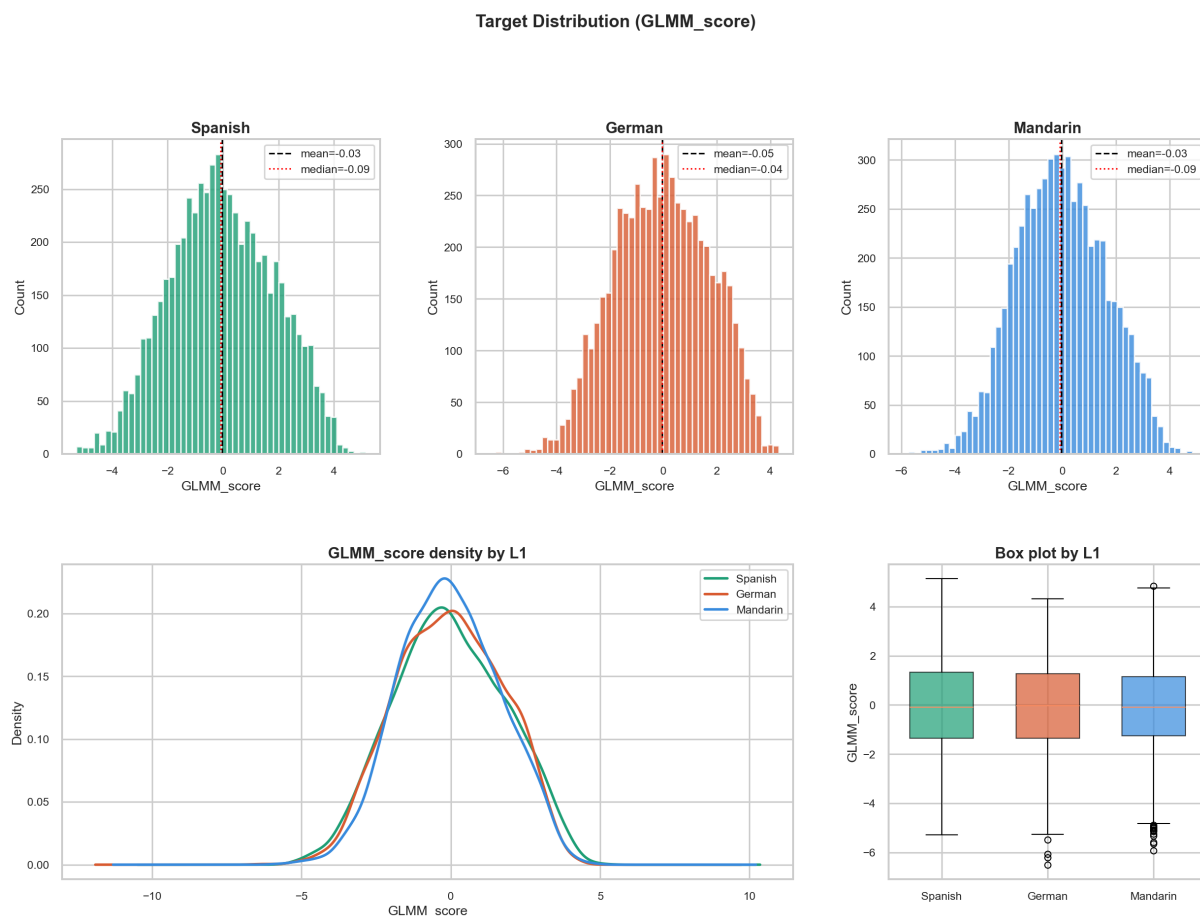 Target Distribution (GLMM_score)
Spanish
Count
300
250
200
150
100
50
0
−4
−2
0
2
4
GLMM_score
mean=-0.03
median=-0.09
German
Count
300
250
200
150
100
50
0
−6
−4
−2
0
2
4
GLMM_score
mean=-0.05
median=-0.04
Mandarin
Count
300
250
200
150
100
50
0
−6
−4
−2
0
2
4
GLMM_score
mean=-0.03
median=-0.09
GLMM_score density by L1
Density
0.20
0.15
0.10
0.05
0.00
−10
−5
0
5
10
GLMM_score
Spanish
German
Mandarin
Box plot by L1
GLMM_score
4
2
0
−2
−4
−6
Spanish
German
Mandarin